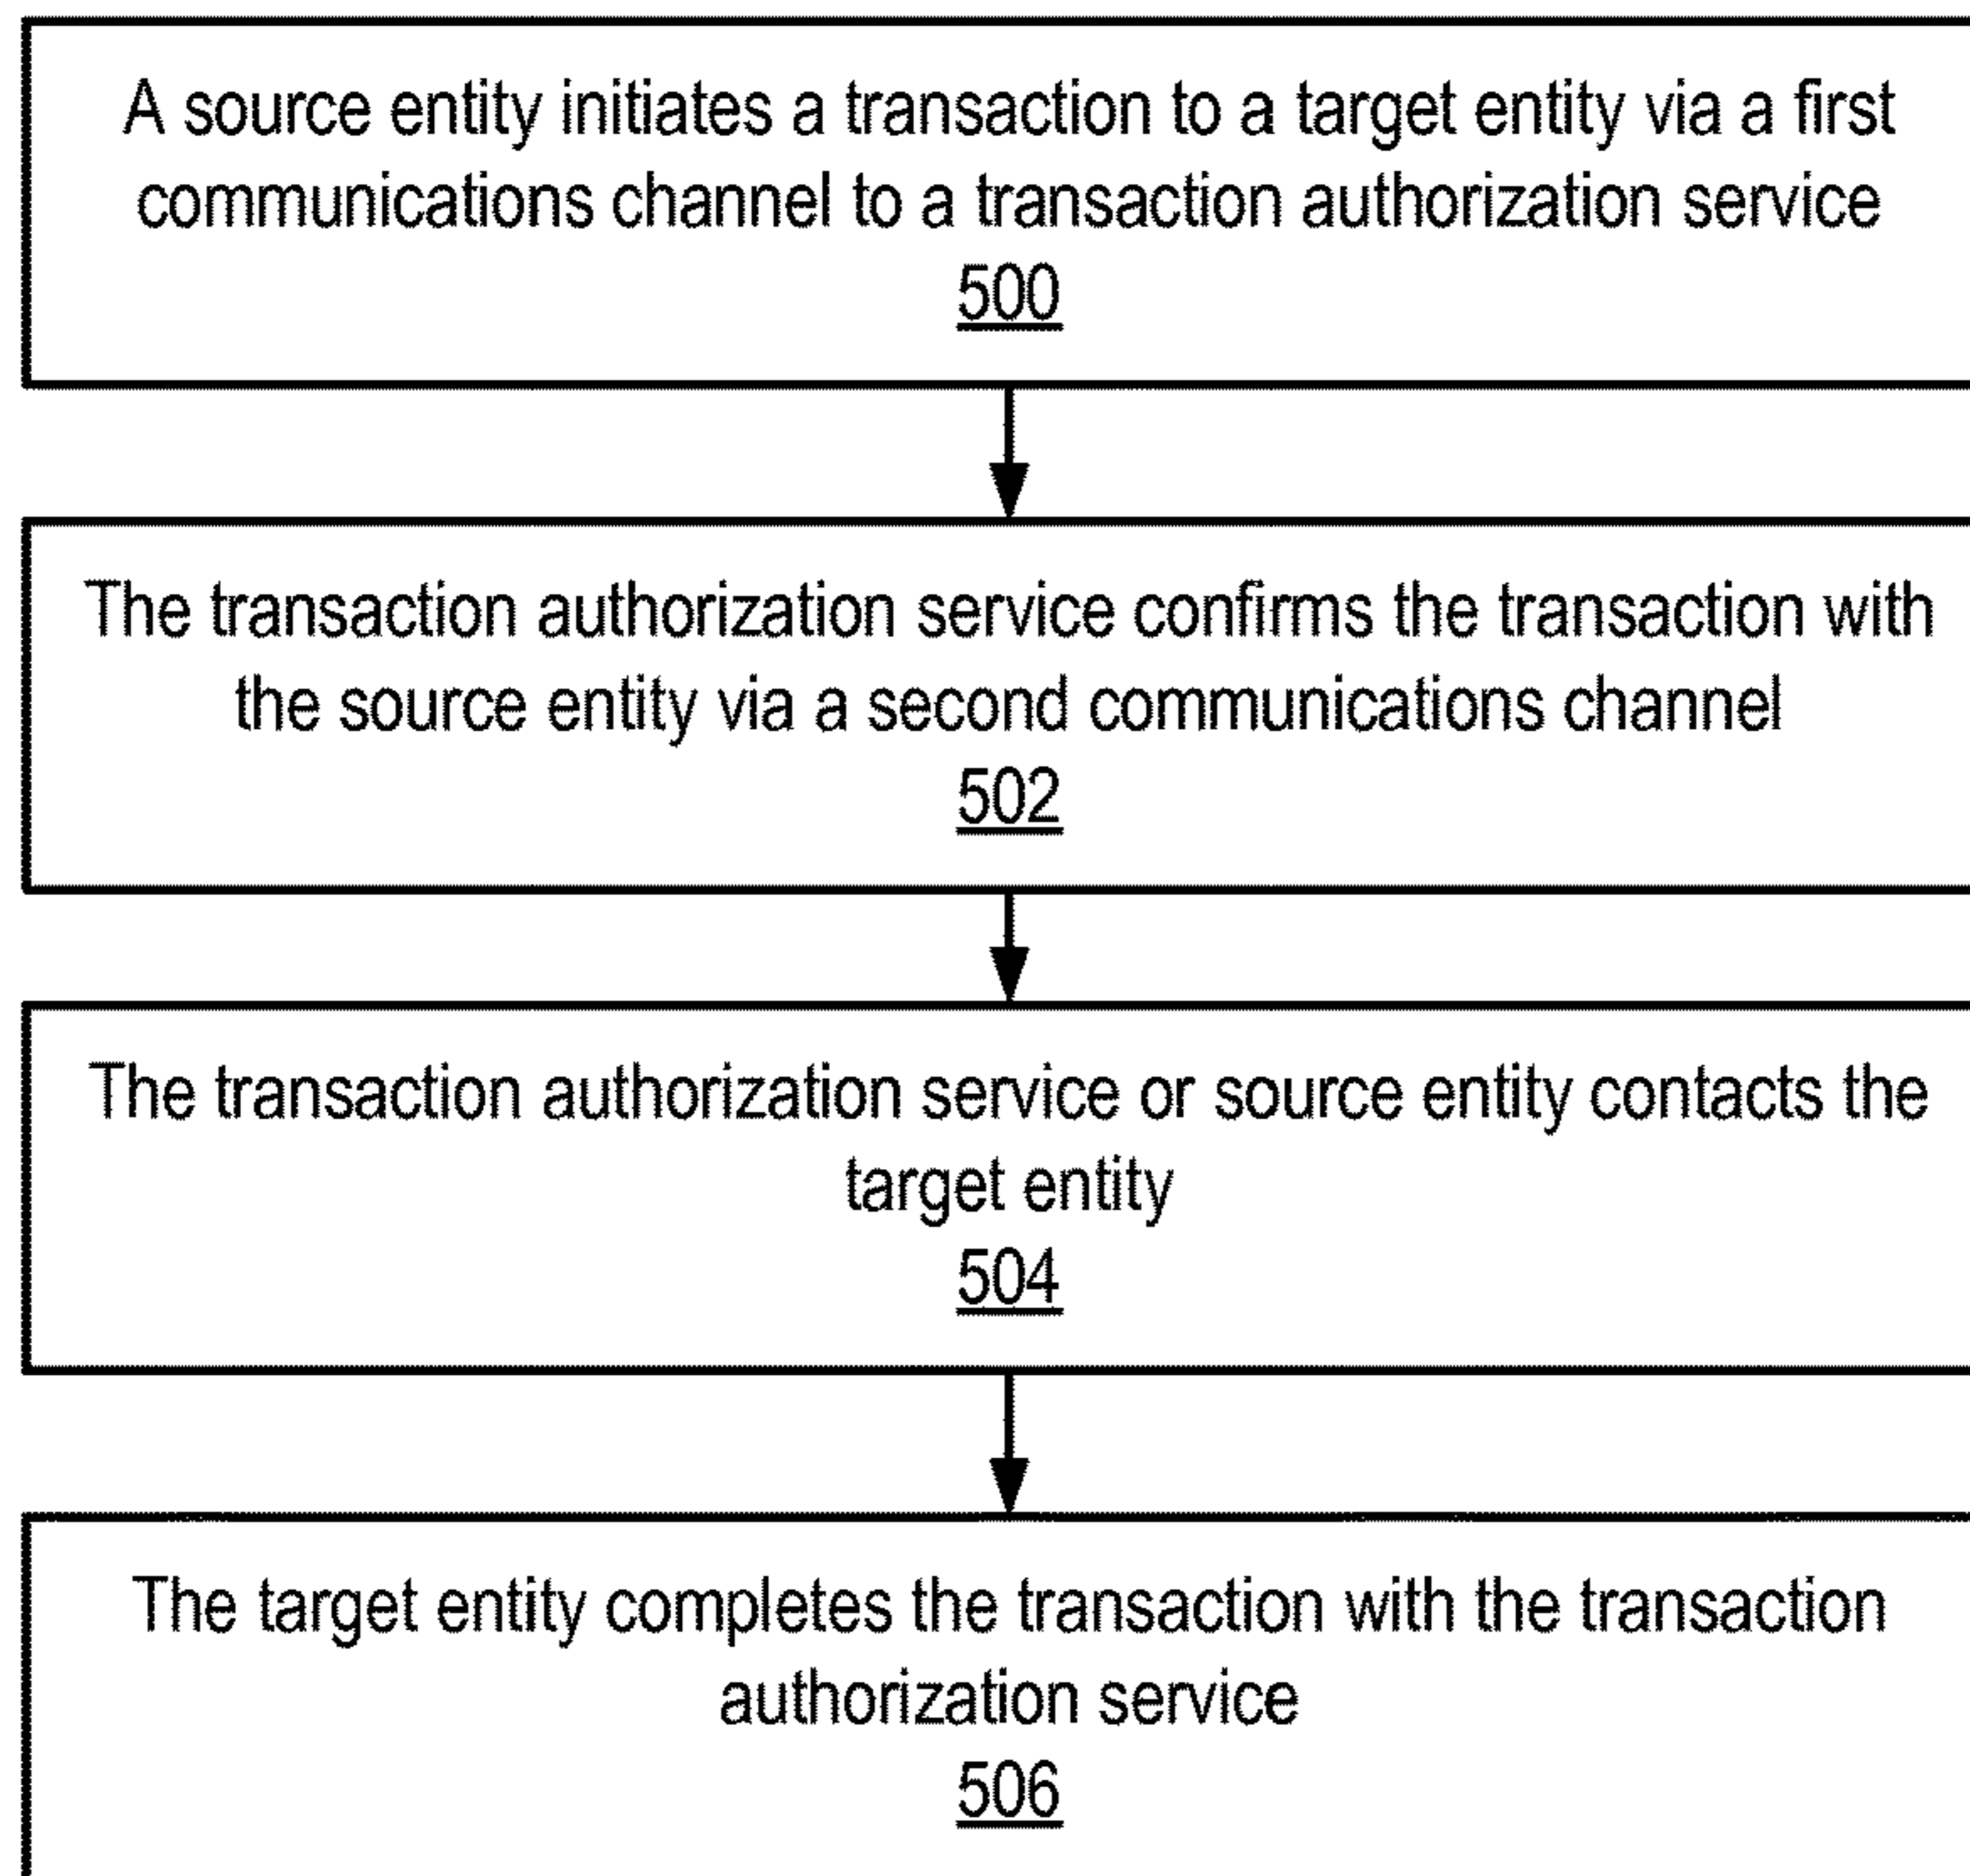 A source entity initiates a transaction to a target entity via a first
communications channel to a transaction authorization service
500
The transaction authorization service confirms the transaction with
the source entity via a second communications channel
502
The transaction authorization service or source entity contacts the
target entity
504
The target entity completes the transaction with the transaction
authorization service
506